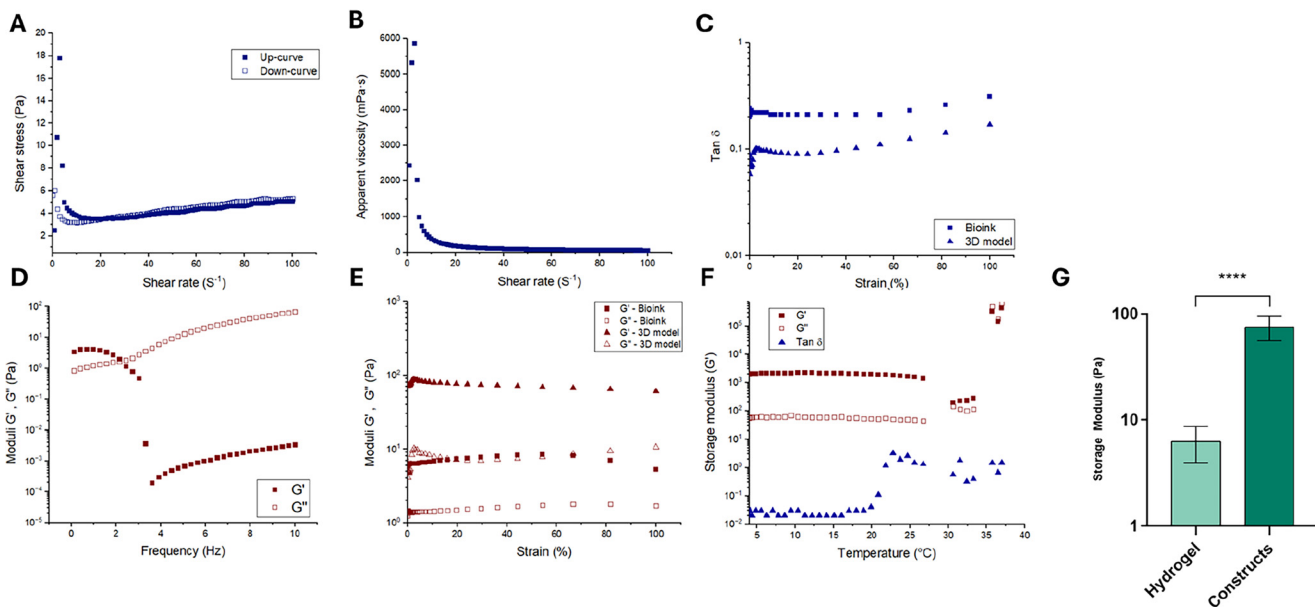 A
Shear stress (Pa)
20
18
16
14
12
10
8
6
4
2
0
20
40
60
80
100
Shear rate (S⁻¹)
Up-curve
Down-curve
B
Apparent viscosity (mPa·s)
6000
5000
4000
3000
2000
1000
0
0
20
40
60
80
100
Shear rate (S⁻¹)
C
Tan δ
1
0,1
0.01
0
10
20
30
40
50
60
70
80
90
100
Strain (%)
Bioink
3D model
D
Moduli G', G'' (Pa)
10²
10¹
10⁰
10⁻¹
10⁻²
10⁻³
10⁻⁴
10⁻⁵
0
2
4
6
8
10
Frequency (Hz)
G'
G''
E
Moduli G' , G'' (Pa)
10³
10²
10¹
10⁰
0
20
40
60
80
100
Strain (%)
G' - Bioink
G'' - Bioink
G' - 3D model
G'' - 3D model
F
Storage modulus (G')
10⁵
10⁴
10³
10²
10¹
10⁰
10⁻¹
10⁻²
5
10
15
20
25
30
35
40
Temperature (°C)
G'
G''
Tan δ
G
****
Storage Modulus (Pa)
100
10
1
Hydrogel
Constructs